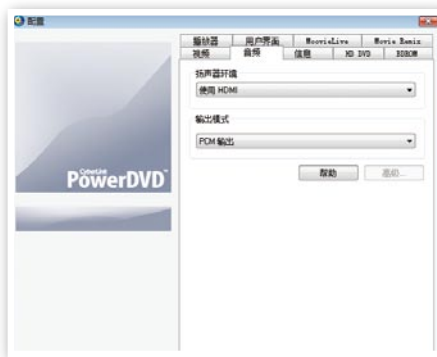 配置
播放器 用户界面 MoovieLive Movie Remix
视频 音频 信息 HD DVD BDROM
扬声器环境
使用 HDMI
输出模式
PCM 输出
帮助 高级...
CyberLink
PowerDVD